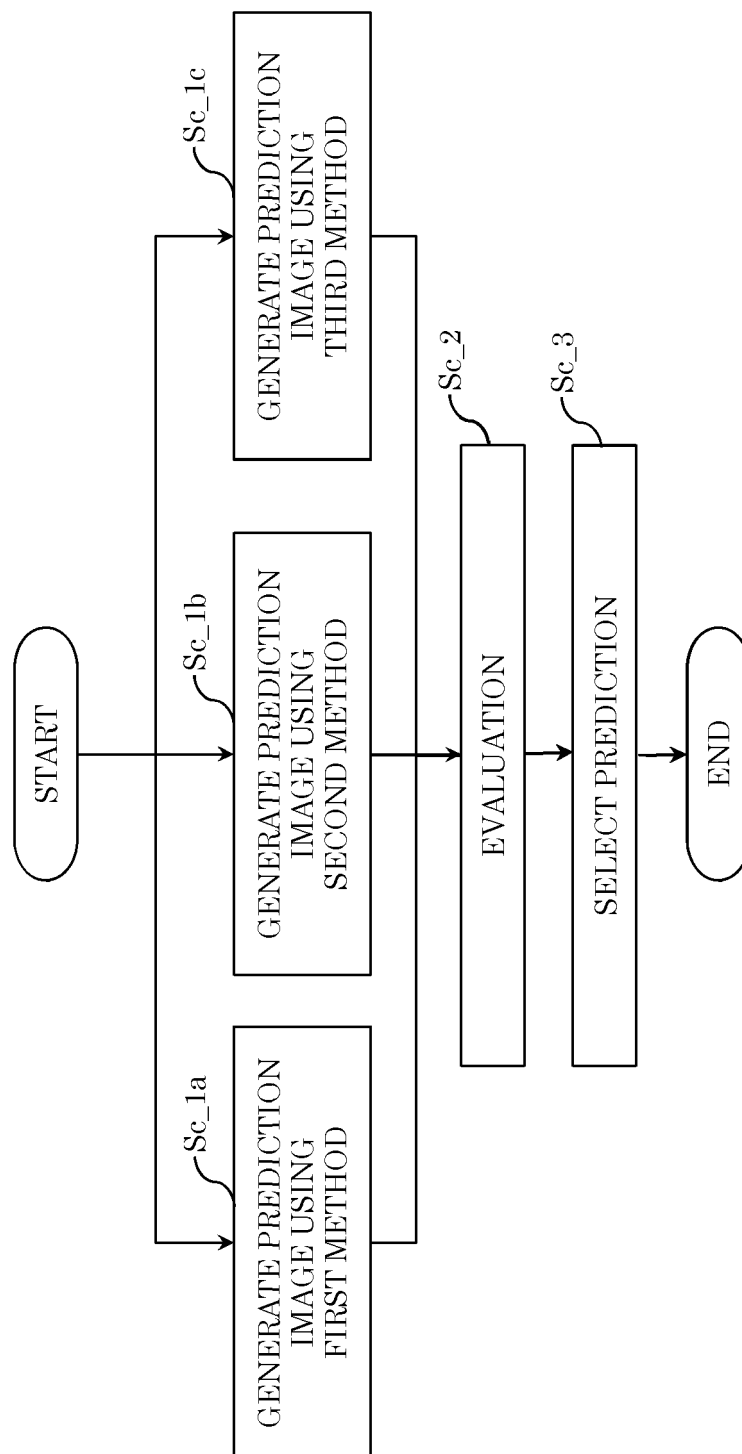 START
Sc_1a
GENERATE PREDICTION
IMAGE USING
FIRST METHOD
Sc_1b
GENERATE PREDICTION
IMAGE USING
SECOND METHOD
Sc_1c
GENERATE PREDICTION
IMAGE USING
THIRD METHOD
Sc_2
EVALUATION
Sc_3
SELECT PREDICTION
END